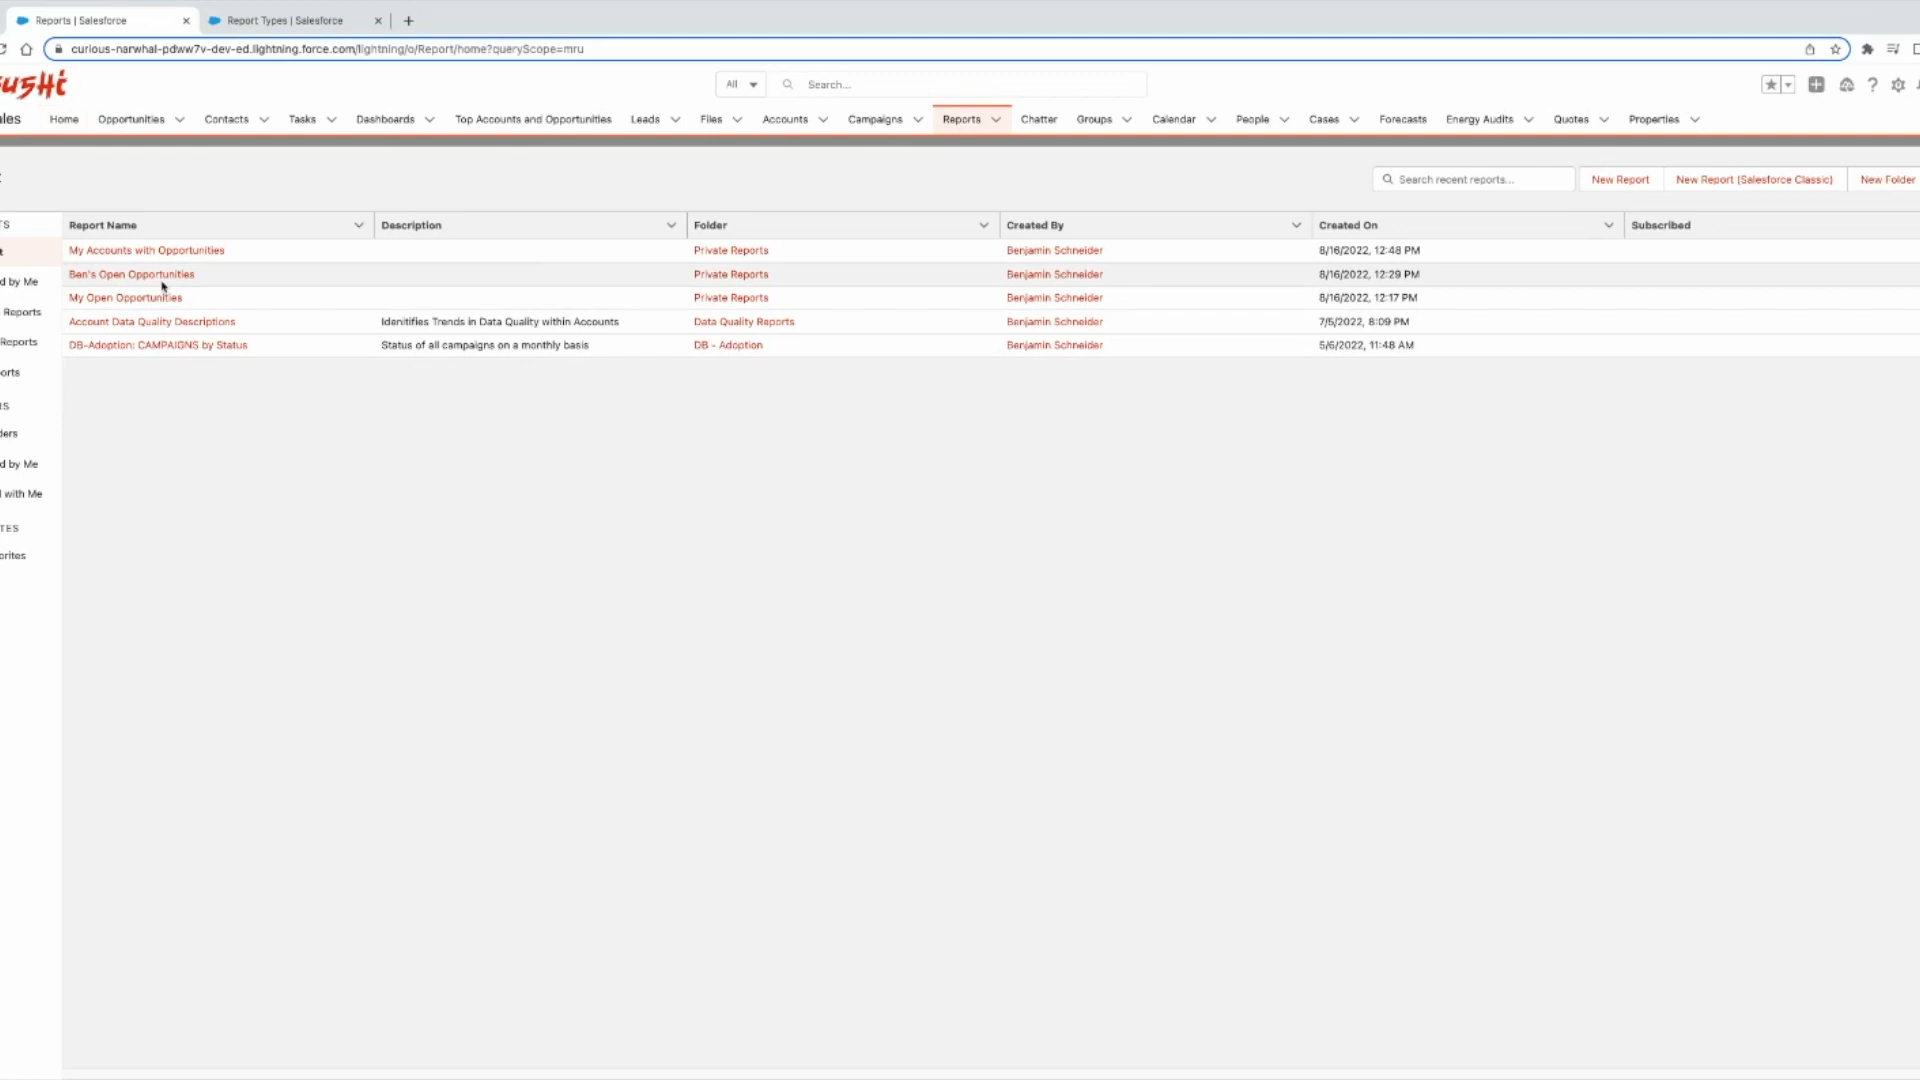 Reports | Salesforce
Report Types | Salesforce
curious-narwhal-pdww7v-dev-ed.lightning.force.com/lightning/o/Report/home?queryScope=mru
All
Search...
Home Opportunities Contacts Tasks Dashboards Top Accounts and Opportunities Leads Files Accounts Campaigns Reports Chatter Groups Calendar People Cases Forecasts Energy Audits Quotes Properties
Search recent reports...
New Report
New Report (Salesforce Classic)
New Folder
Report Name Description Folder Created By Created On Subscribed
My Accounts with Opportunities Private Reports Benjamin Schneider 8/16/2022, 12:48 PM
Ben's Open Opportunities Private Reports Benjamin Schneider 8/16/2022, 12:29 PM
My Open Opportunities Private Reports Benjamin Schneider 8/16/2022, 12:17 PM
Account Data Quality Descriptions Idenitifies Trends in Data Quality within Accounts Data Quality Reports Benjamin Schneider 7/5/2022, 8:09 PM
DB-Adoption: CAMPAIGNS by Status Status of all campaigns on a monthly basis DB - Adoption Benjamin Schneider 5/6/2022, 11:48 AM
d by Me
Reports
Reports
orts
ders
d by Me
with Me
TES
orites